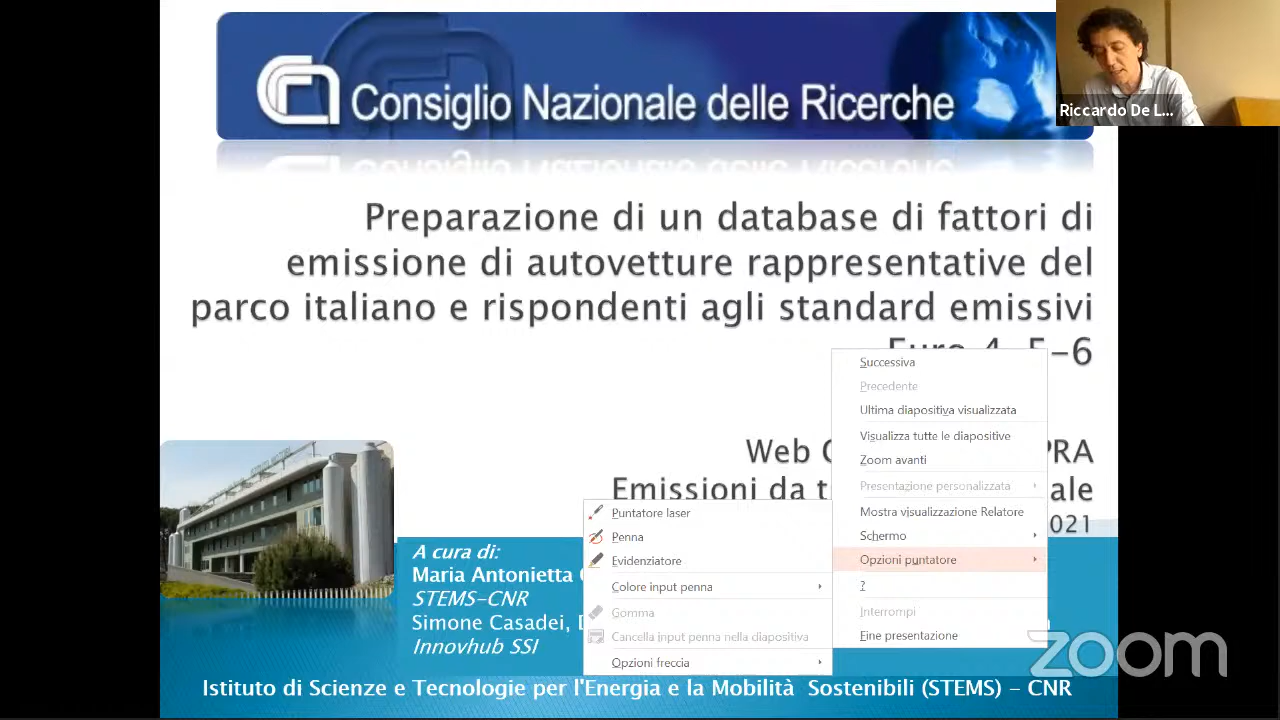 Consiglio Nazionale delle Ricerche
Riccardo De L...
Preparazione di un database di fattori di
emissione di autovetture rappresentative del
parco italiano e rispondenti agli standard emissivi
-6
Web
Emissioni da
ale
021
Successiva
Precedente
Ultima diapositiva visualizzata
Visualizza tutte le diapositive
Zoom avanti
Presentazione personalizzata
Mostra visualizzazione Relatore
Schermo
Opzioni puntatore
?
Interrompi
Fine presentazione
Puntatore laser
Penna
Evidenziatore
Colore input penna
Gomma
Cancella input penna nella diapositiva
Opzioni freccia
A cura di:
Maria Antonietta
STEMS-CNR
Simone Casadei,
Innovhub SSI
zoom
Istituto di Scienze e Tecnologie per l'Energia e la Mobilità Sostenibili (STEMS) - CNR